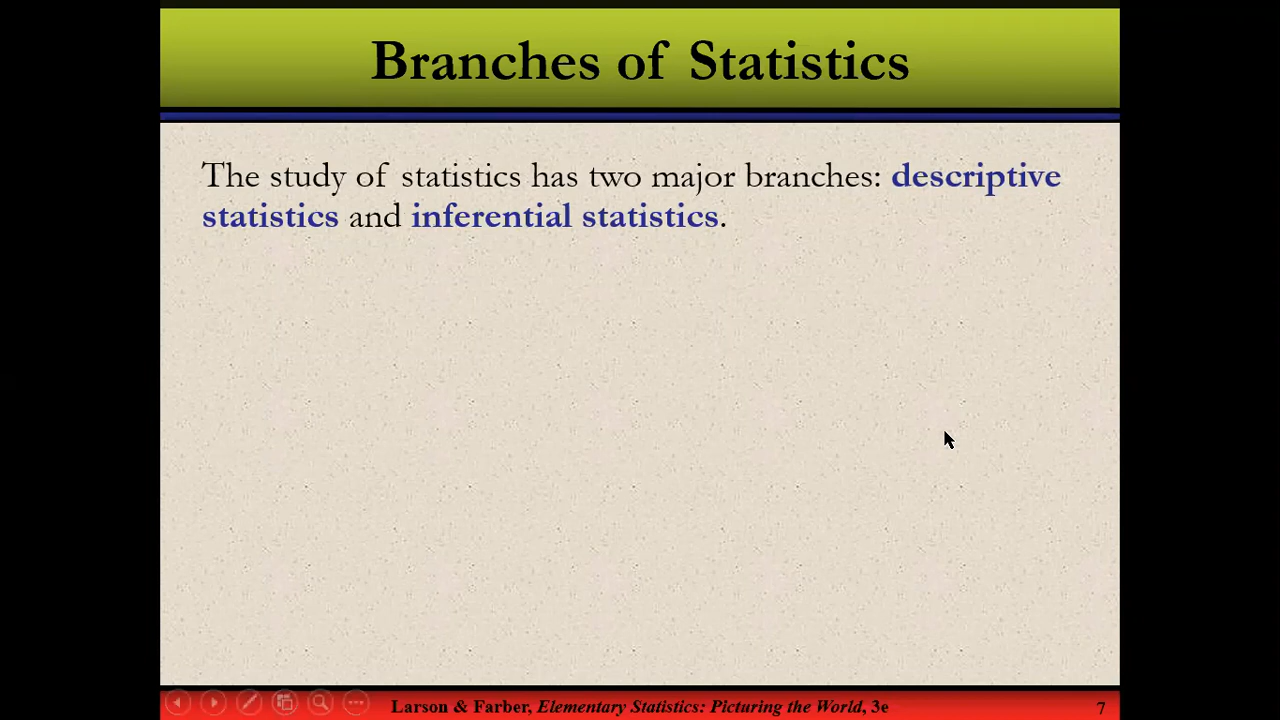 Branches of Statistics
The study of statistics has two major branches: descriptive
statistics and inferential statistics.
Larson & Farber, Elementary Statistics: Picturing the World, 3e
7